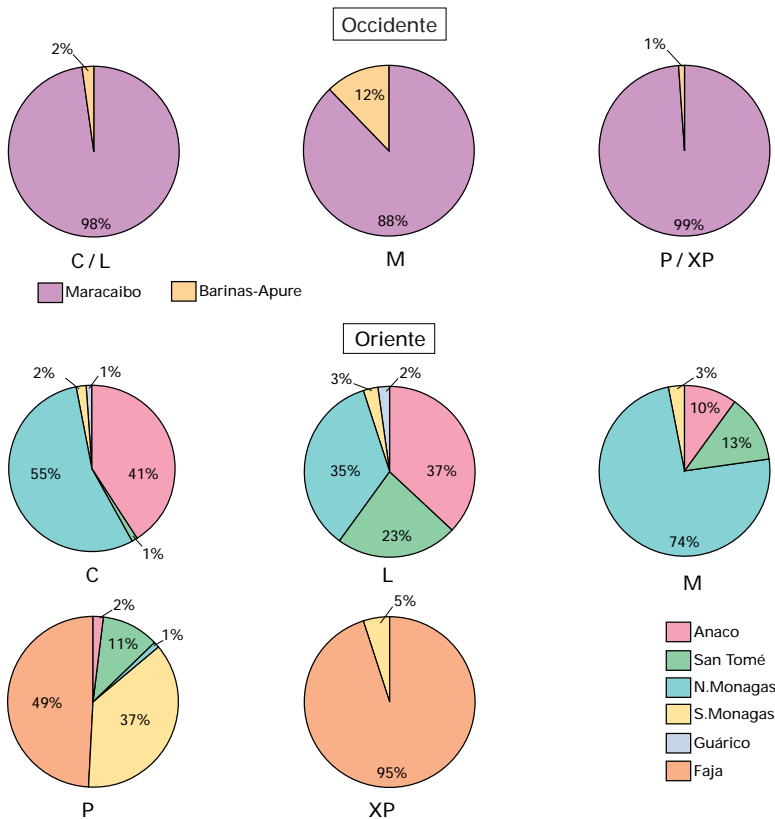 Occidente
2%
98%
C / L
12%
88%
M
1%
99%
P / XP
Maracaibo
Barinas-Apure
Oriente
2%
1%
55%
41%
1%
C
3%
2%
35%
37%
23%
L
3%
10%
13%
74%
M
2%
11%
1%
49%
37%
P
5%
95%
XP
Anaco
San Tomé
N.Monagas
S.Monagas
Guárico
Faja